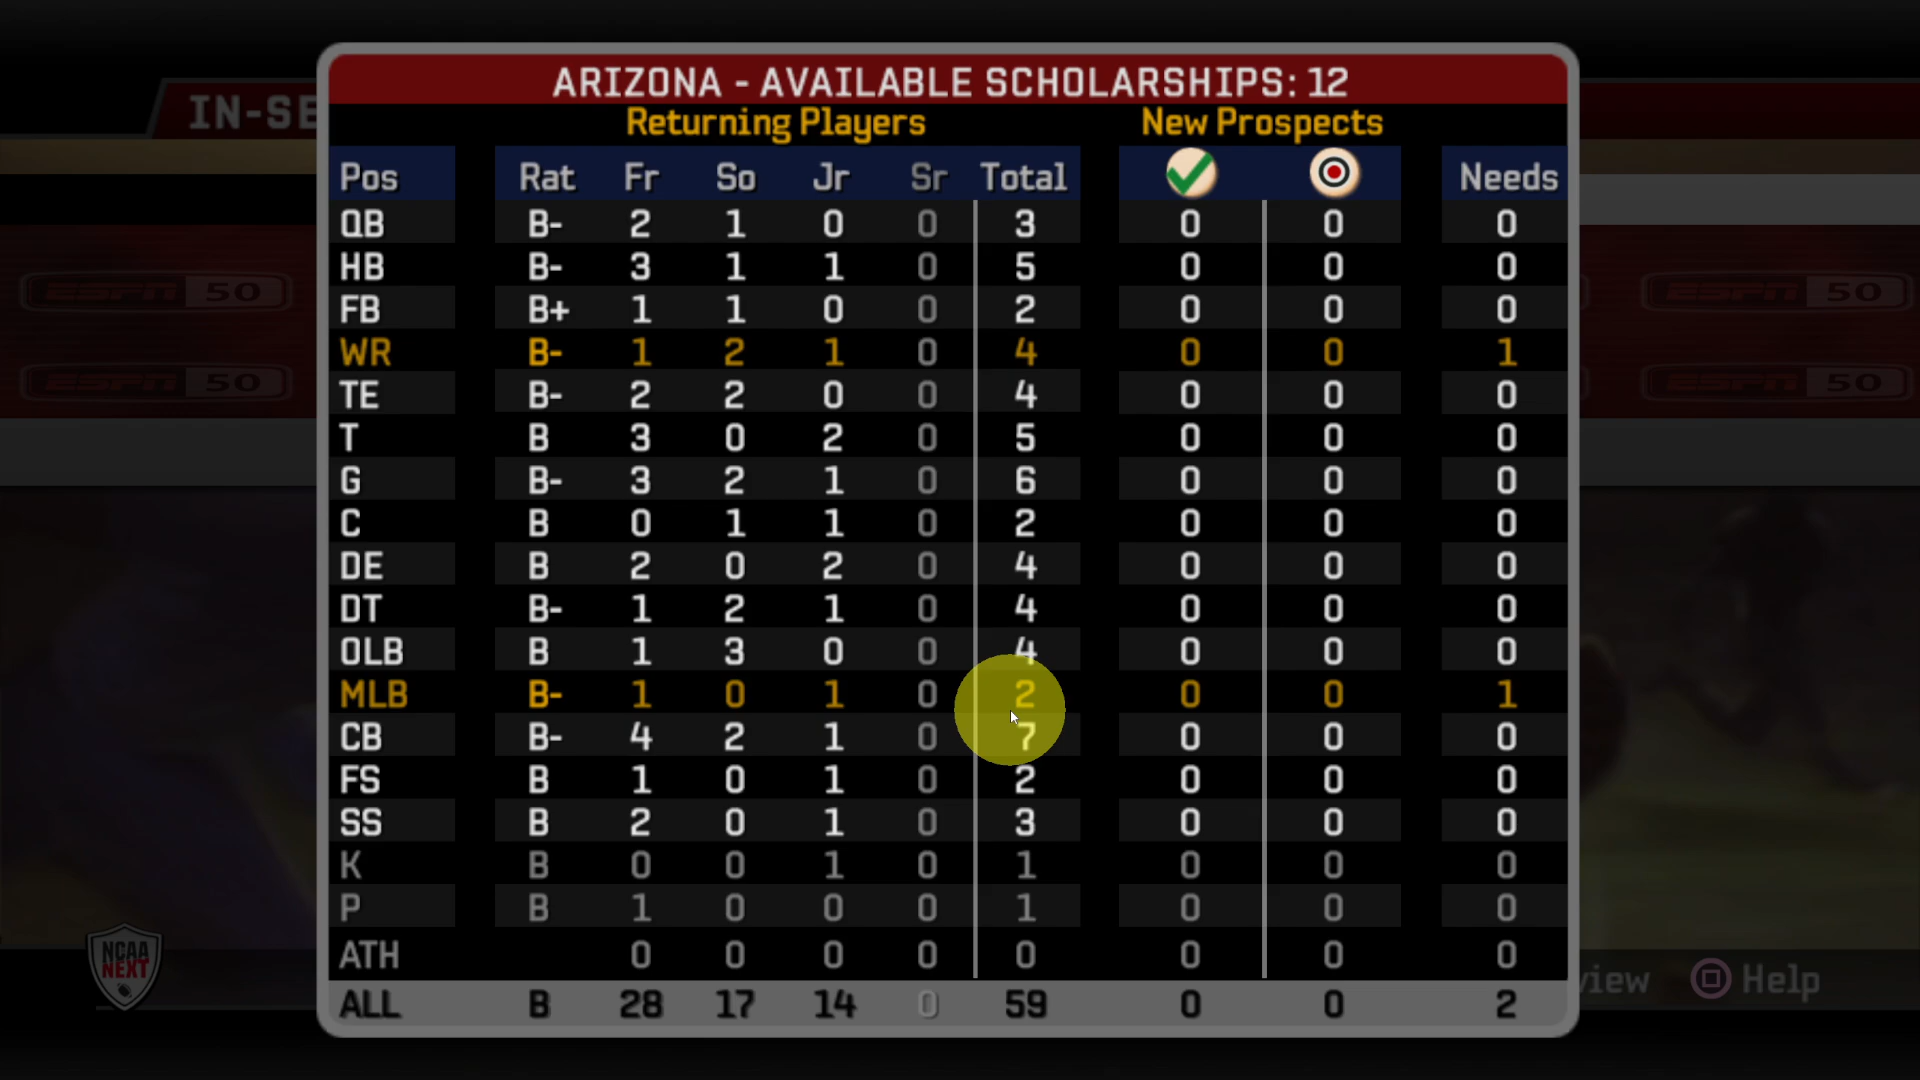 ARIZONA - AVAILABLE SCHOLARSHIPS: 12
IN-SE
Returning Players New Prospects
Pos Rat Fr So Jr Sr Total Needs
QB B- 2 1 0 0 3 0 0 0
HB B- 3 1 1 0 5 0 0 0
FB B+ 1 1 0 0 2 0 0 0
WR B- 1 2 1 0 4 0 0 1
TE B- 2 2 0 0 4 0 0 0
T B 3 0 2 0 5 0 0 0
G B- 3 2 1 0 6 0 0 0
C B 0 1 1 0 2 0 0 0
DE B 2 0 2 0 4 0 0 0
DT B- 1 2 1 0 4 0 0 0
OLB B 1 3 0 0 4 0 0 0
MLB B- 1 0 1 0 2 0 0 1
CB B- 4 2 1 0 7 0 0 0
FS B 1 0 1 0 2 0 0 0
SS B 2 0 1 0 3 0 0 0
K B 0 0 1 0 1 0 0 0
P B 1 0 0 0 1 0 0 0
ATH 0 0 0 0 0 0 0 0
ALL B 28 17 14 0 59 0 0 2
ESPN 50
ESPN 50
ESPN 50
ESPN 50
NCAA
NEXT
view Help